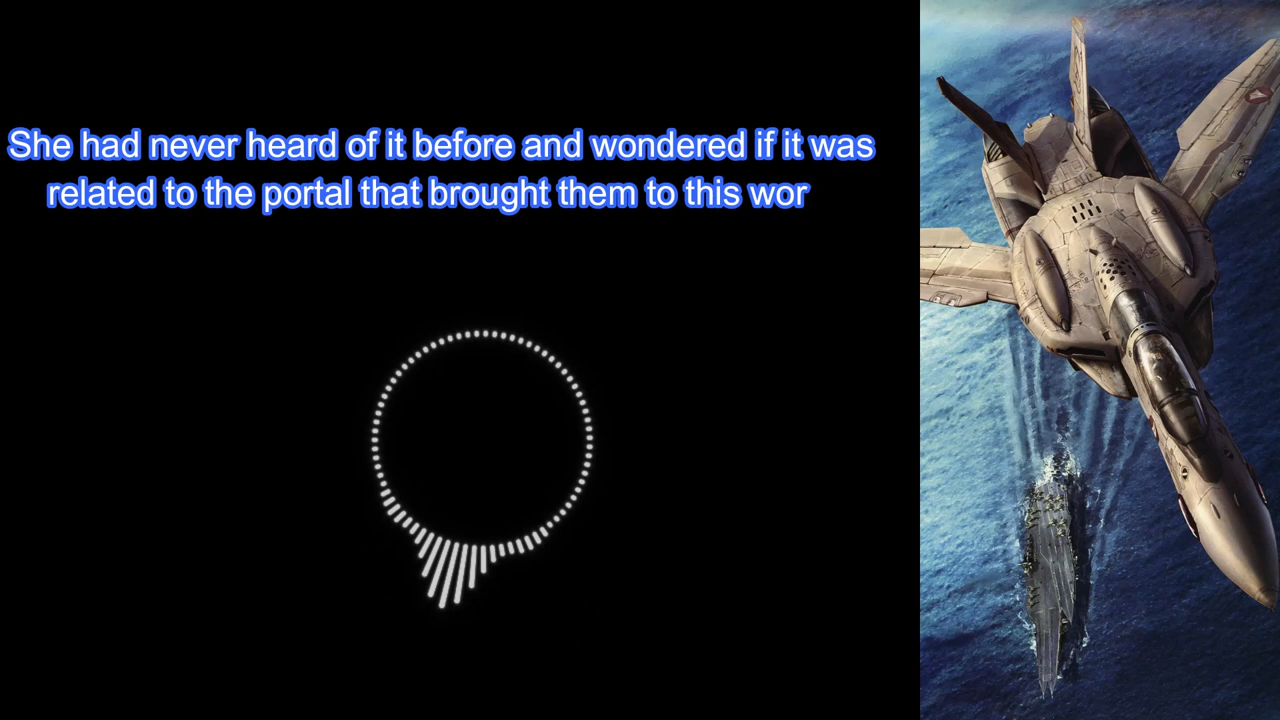 She had never heard of it before and wondered if it was
related to the portal that brought them to this wor